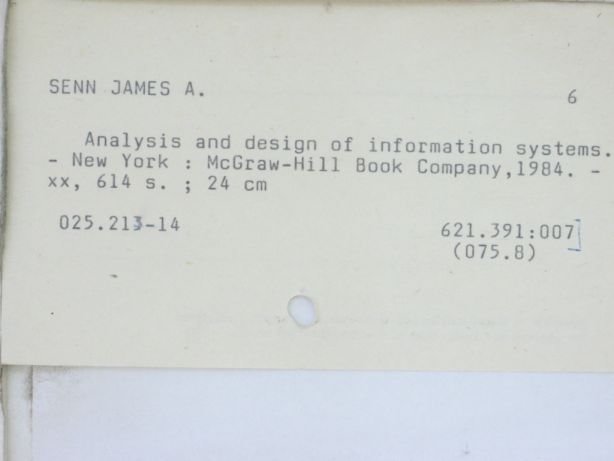 SENN JAMES A.
6
Analysis and design of information systems.
- New York : McGraw-Hill Book Company,1984. -
xx, 614 s. ; 24 cm
025.213-14
621.391:007]
(075.8)